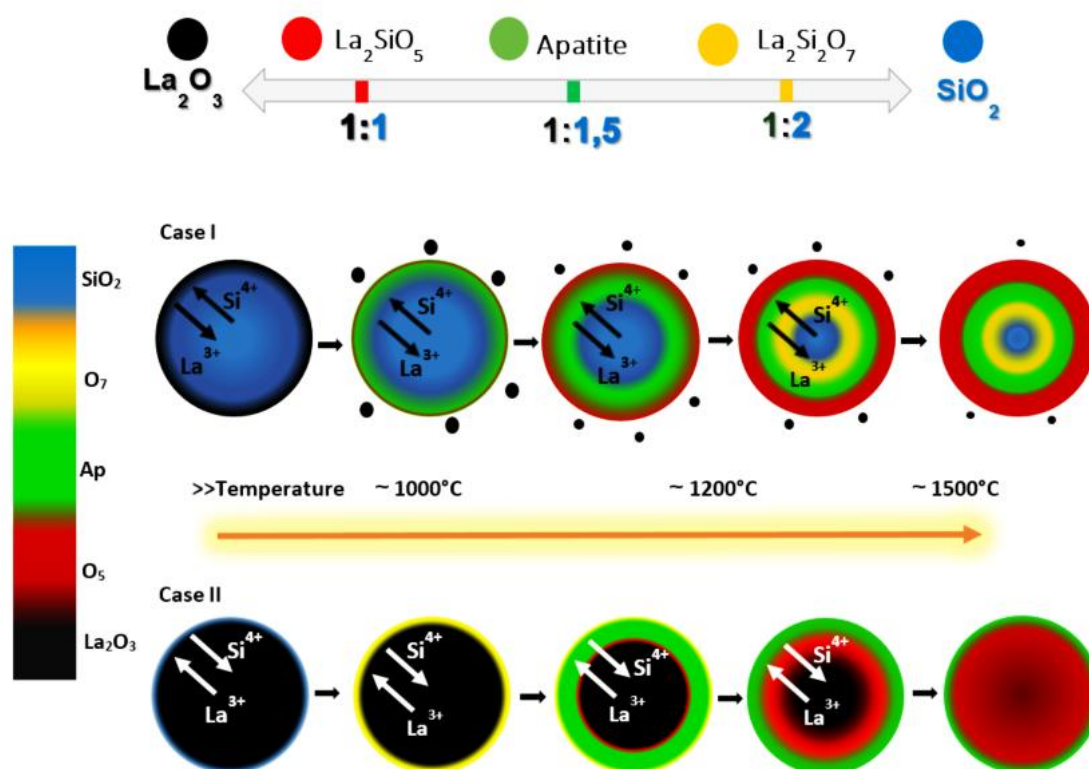 La₂SiO₅ Apatite La₂Si₂O₇
La₂O₃ SiO₂
1:1 1:1,5 1:2
Case I
SiO₂
O₇
Ap
O₅
La₂O₃
Si⁴⁺ Si⁴⁺ Si⁴⁺ Si⁴⁺
La³⁺ La³⁺ La³⁺ La³⁺
>>Temperature ~ 1000°C ~ 1200°C ~ 1500°C
Case II
Si⁴⁺ Si⁴⁺ Si⁴⁺ Si⁴⁺
La³⁺ La³⁺ La³⁺ La³⁺